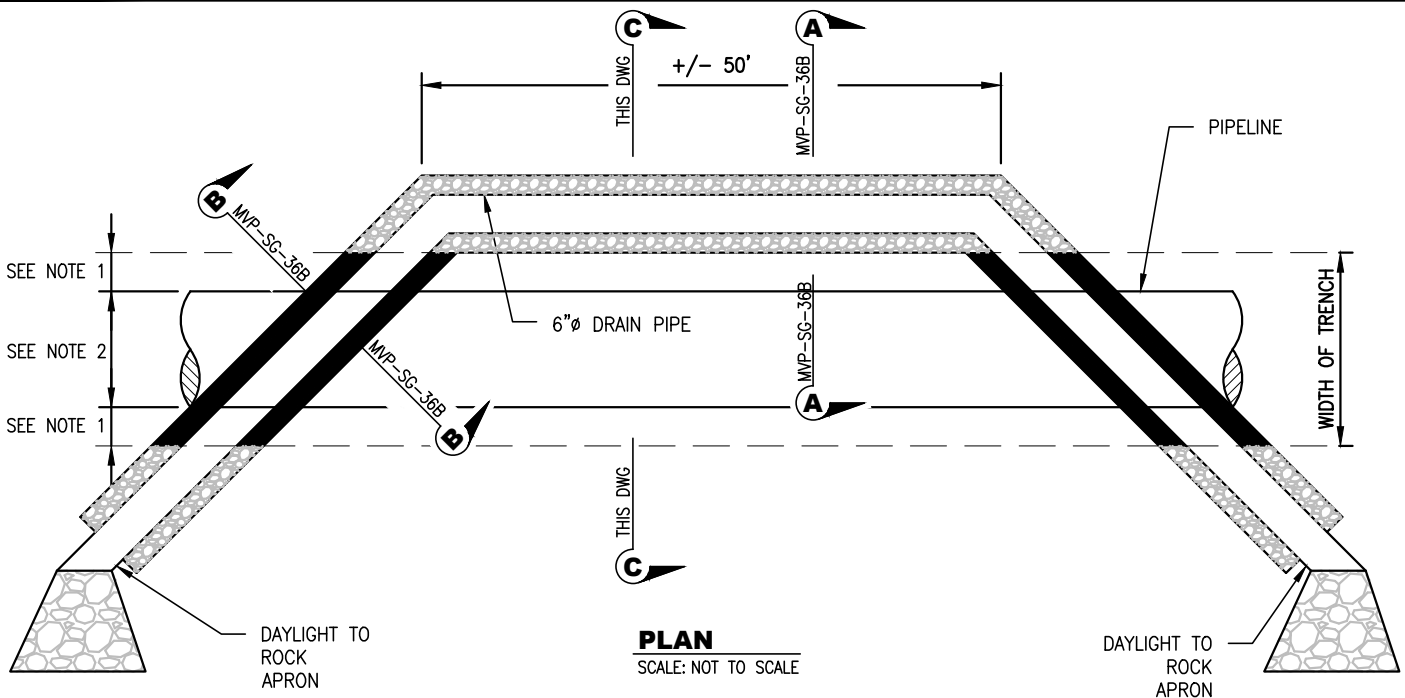 C
A
THIS DWG
+/- 50'
MVP-SG-36B
PIPELINE
B
MVP-SG-36B
SEE NOTE 1
SEE NOTE 2
SEE NOTE 1
6"ø DRAIN PIPE
MVP-SG-36B
B
MVP-SG-36B
A
WIDTH OF TRENCH
THIS DWG
C
DAYLIGHT TO
ROCK
APRON
PLAN
SCALE: NOT TO SCALE
DAYLIGHT TO
ROCK
APRON